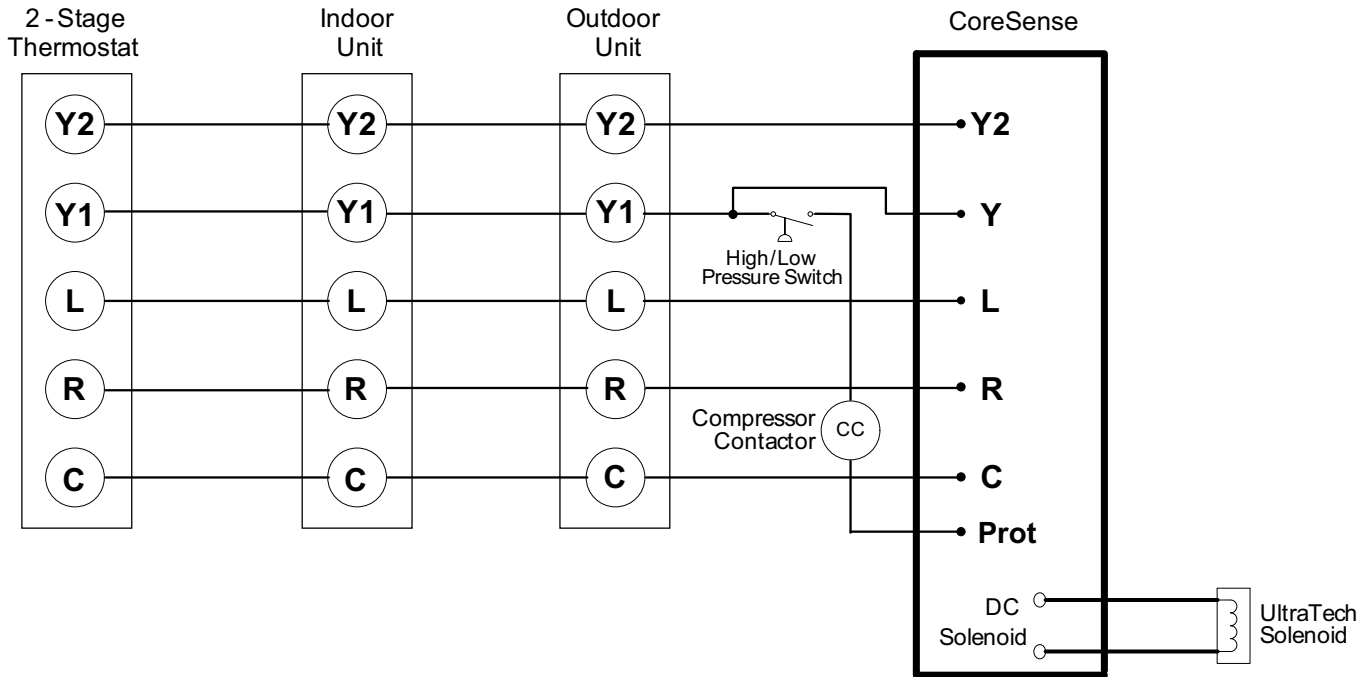 2 - Stage
Thermostat
Indoor
Unit
Outdoor
Unit
CoreSense
Y2
Y2
Y2
Y2
Y1
Y1
Y1
Y
High/Low
Pressure Switch
L
L
L
L
R
R
R
R
Compressor
Contactor
CC
C
C
C
C
Prot
DC
Solenoid
UltraTech
Solenoid